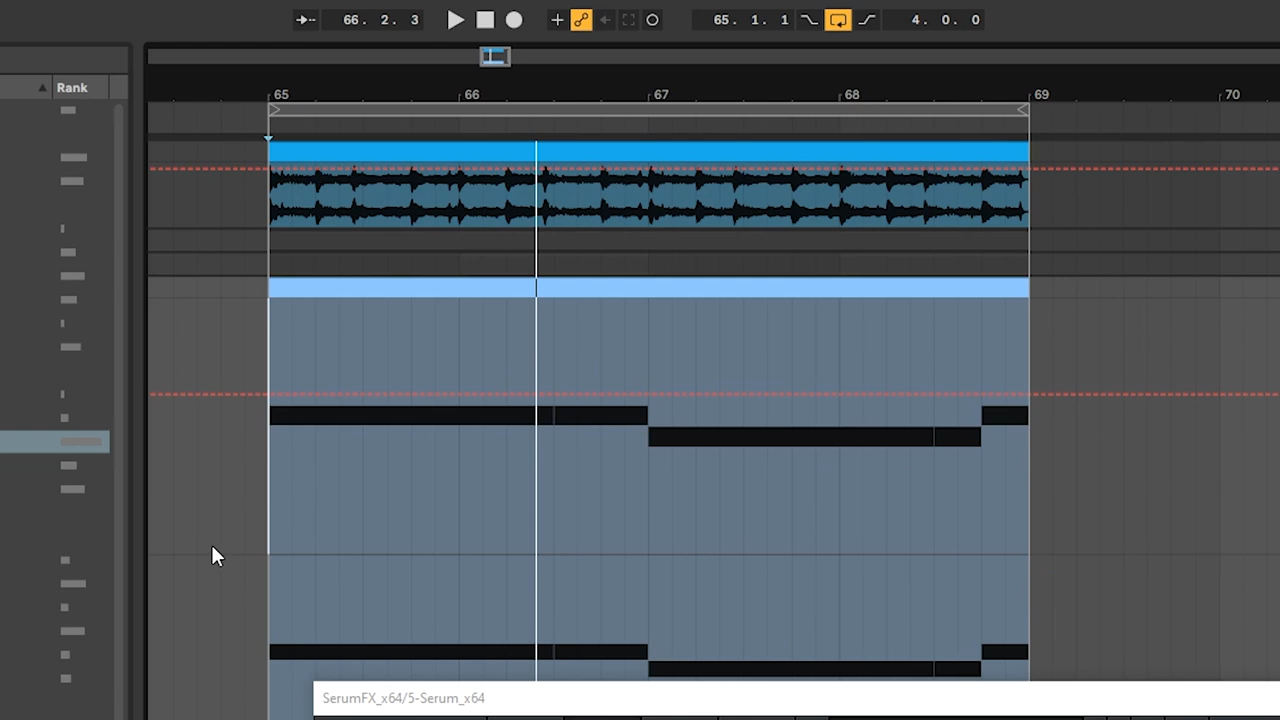 66. 2. 3 65. 1. 1 4. 0. 0
Rank
65 66 67 68 69 70
SerumFX_x64/5-Serum_x64